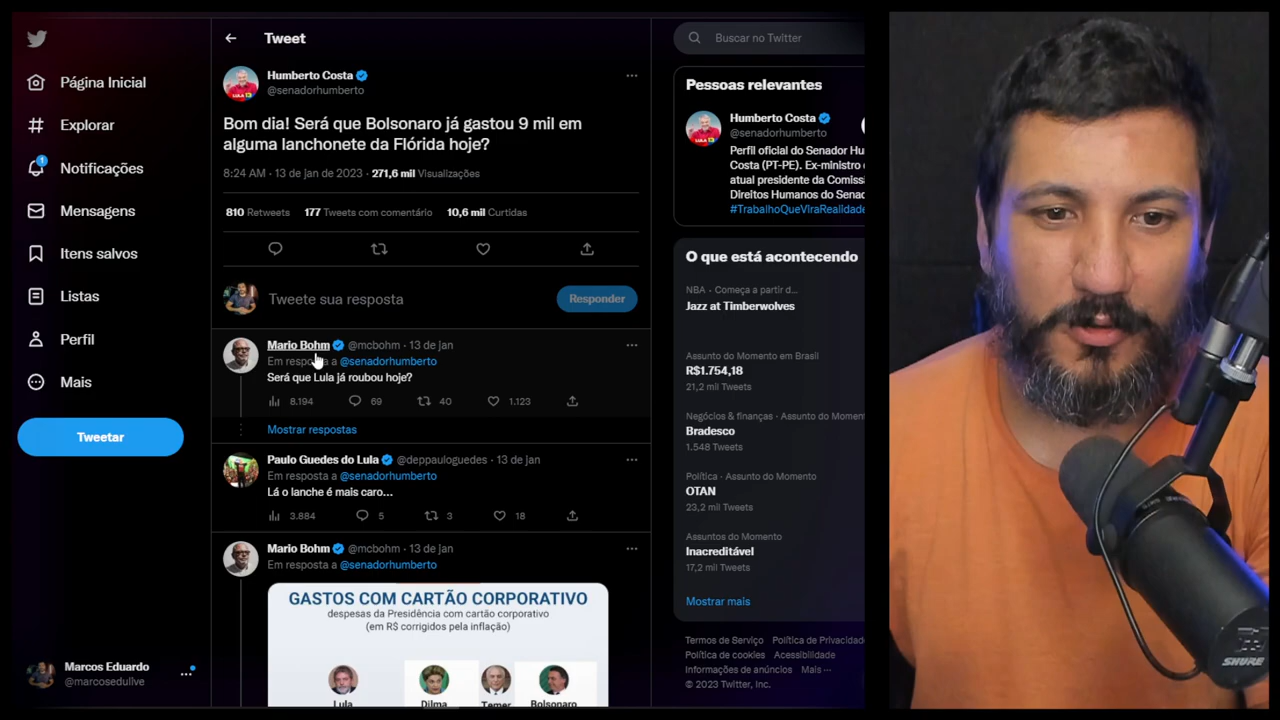 Página Inicial
Explorar
1
Notificações
Mensagens
Itens salvos
Listas
Perfil
Mais
Tweetar
Marcos Eduardo
@marcosedullve
Tweet
Humberto Costa
@senadorhumberto
LULA 13
Bom dia! Será que Bolsonaro já gastou 9 mil em
alguma lanchonete da Flórida hoje?
8:24 AM · 13 de jan de 2023 · 271,6 mil Visualizações
810 Retweets 177 Tweets com comentário 10,6 mil Curtidas
Tweete sua resposta
Responder
Mario Bohm @mcbohm · 13 de jan
Em resposta a @senadorhumberto
Será que Lula já roubou hoje?
8.194 69 40 1.123
Mostrar respostas
Paulo Guedes do Lula @deppauloguedes · 13 de jan
Em resposta a @senadorhumberto
Lá o lanche é mais caro...
3.884 5 3 18
Mario Bohm @mcbohm · 13 de jan
Em resposta a @senadorhumberto
GASTOS COM CARTÃO CORPORATIVO
despesas da Presidência com cartão corporativo
(em R$ corrigidos pela inflação)
Lula Dilma Temer Bolsonaro
Buscar no Twitter
Pessoas relevantes
Humberto Costa
@senadorhumberto
Perfil oficial do Senador Hu
Costa (PT-PE). Ex-ministro
atual presidente da Comiss
Direitos Humanos do Sena
#TrabalhoQueViraRealidade
O que está acontecendo
NBA · Começa a partir d...
Jazz at Timberwolves
Assunto do Momento em Brasil
R$1.754,18
21,2 mil Tweets
Negócios & finanças · Assunto do Momen
Bradesco
1.548 Tweets
Política · Assunto do Momento
OTAN
23,2 mil Tweets
Assuntos do Momento
Inacreditável
17,2 mil Tweets
Mostrar mais
Termos de Serviço Política de Privacidad
Política de cookies Acessibilidade
Informações de anúncios Mais ···
© 2023 Twitter, Inc.
SHURE